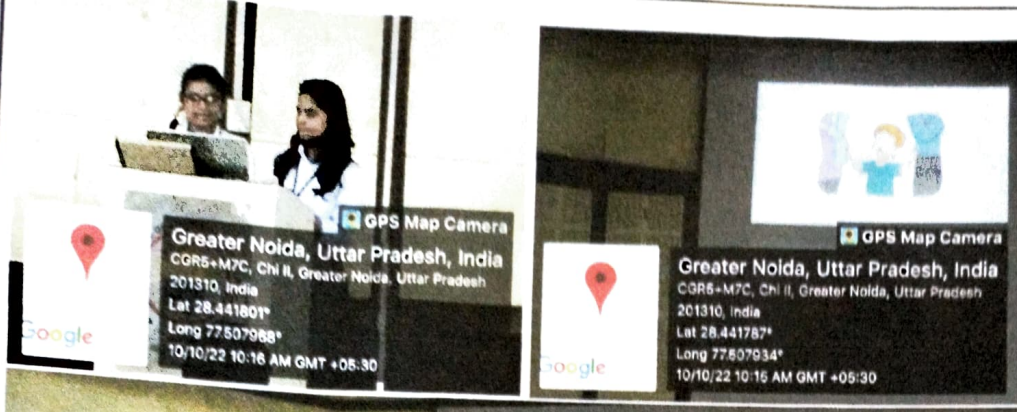 GPS Map Camera
Greater Noida, Uttar Pradesh, India
CGR5+M7C, Chi II, Greater Noida, Uttar Pradesh
201310, India
Lat 28.441801°
Long 77.507968°
10/10/22 10:16 AM GMT +05:30
Google
GPS Map Camera
Greater Noida, Uttar Pradesh, India
CGR5+M7C, Chi II, Greater Noida, Uttar Pradesh
201310, India
Lat 28.441787°
Long 77.507934°
10/10/22 10:15 AM GMT +05:30
Google